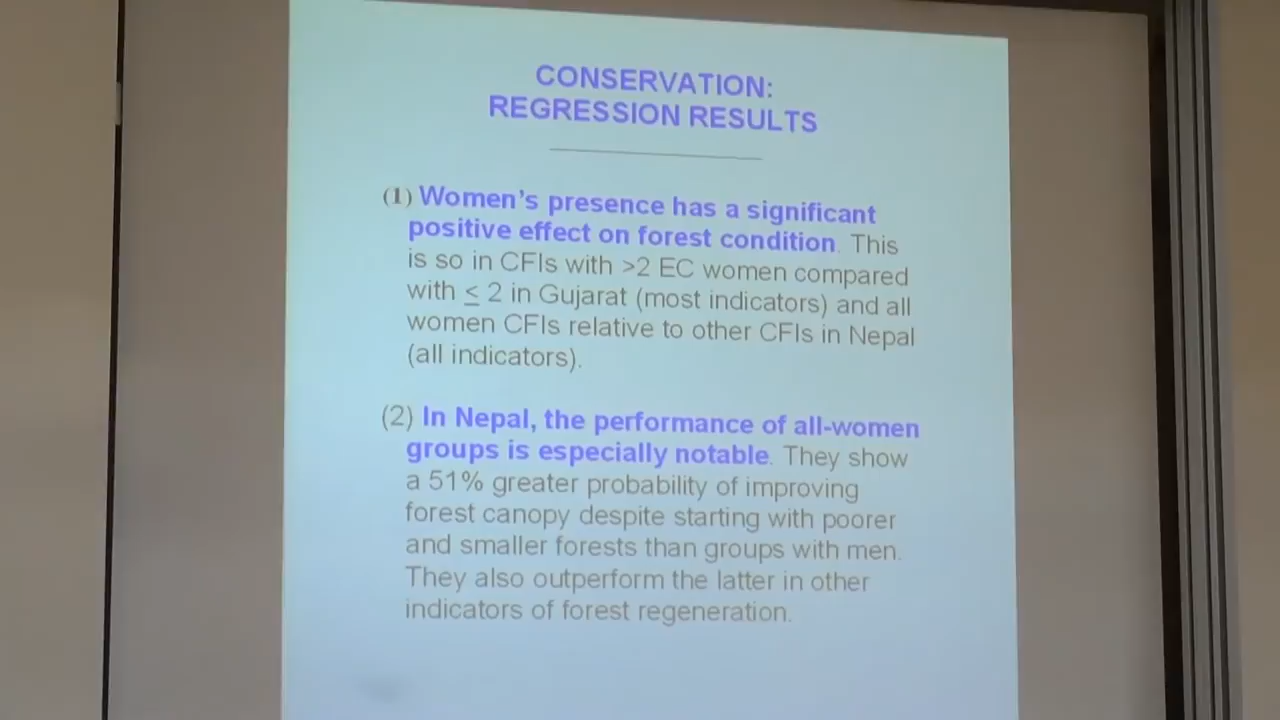 CONSERVATION:
REGRESSION RESULTS
(1) Women's presence has a significant
positive effect on forest condition. This
is so in CFIs with >2 EC women compared
with ≤ 2 in Gujarat (most indicators) and all
women CFIs relative to other CFIs in Nepal
(all indicators).
(2) In Nepal, the performance of all-women
groups is especially notable. They show
a 51% greater probability of improving
forest canopy despite starting with poorer
and smaller forests than groups with men.
They also outperform the latter in other
indicators of forest regeneration.